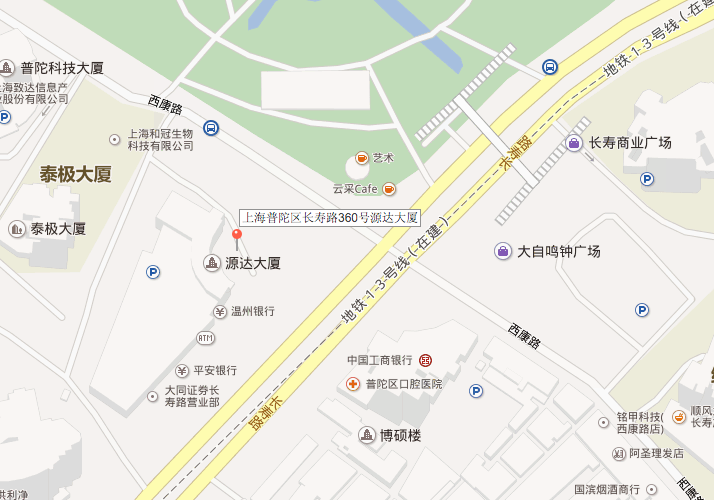 地铁-1-3-号线-(-在建-)
普陀科技大厦
上海致达信息产
业股份有限公司
西康路
上海和冠生物
科技有限公司
长寿路
长寿商业广场
艺术
云采Cafe
泰极大厦
泰极大厦
上海普陀区长寿路360号源达大厦
源达大厦
大自鸣钟广场
地铁-1-3-号线-(-在建-)
温州银行
ATM
西康路
中国工商银行
平安银行
普陀区口腔医院
大同证券长
寿路营业部
长寿路
博硕楼
铭甲科技(
西康路店)
顺风
长寿
阿圣理发店
西康路
国滨烟酒商行
洪利净